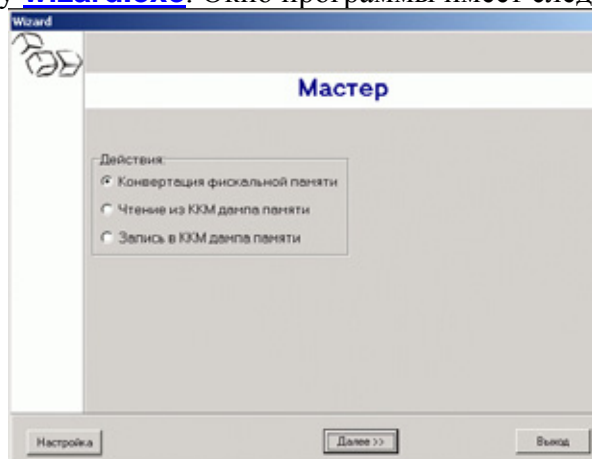 у wizard.exe. Окно программы имеет след
Wizard
Мастер
Действия:
Конвертация фискальной памяти
Чтение из ККМ дампа памяти
Запись в ККМ дампа памяти
Настройка
Далее >>
Выход